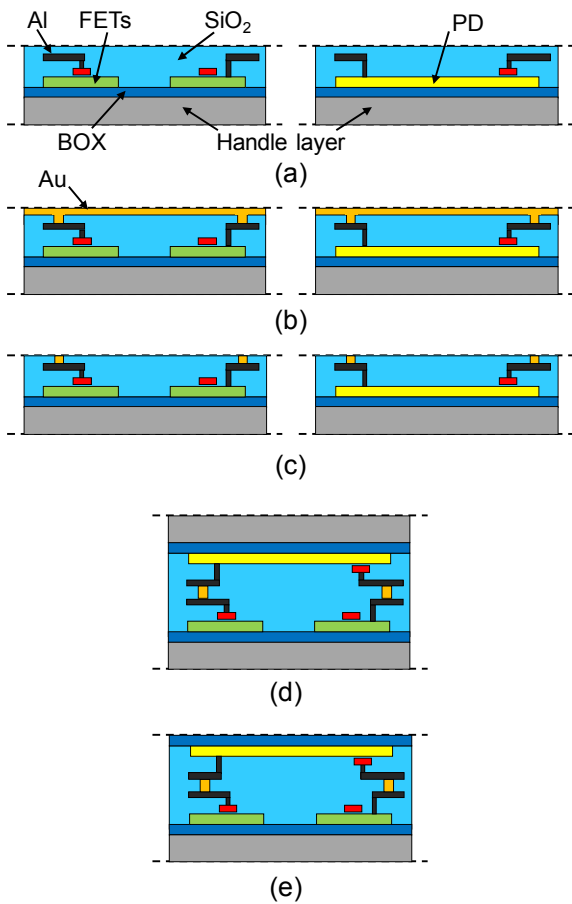 Al
FETs
SiO₂
PD
BOX
Handle layer
(a)
Au
(b)
(c)
(d)
(e)